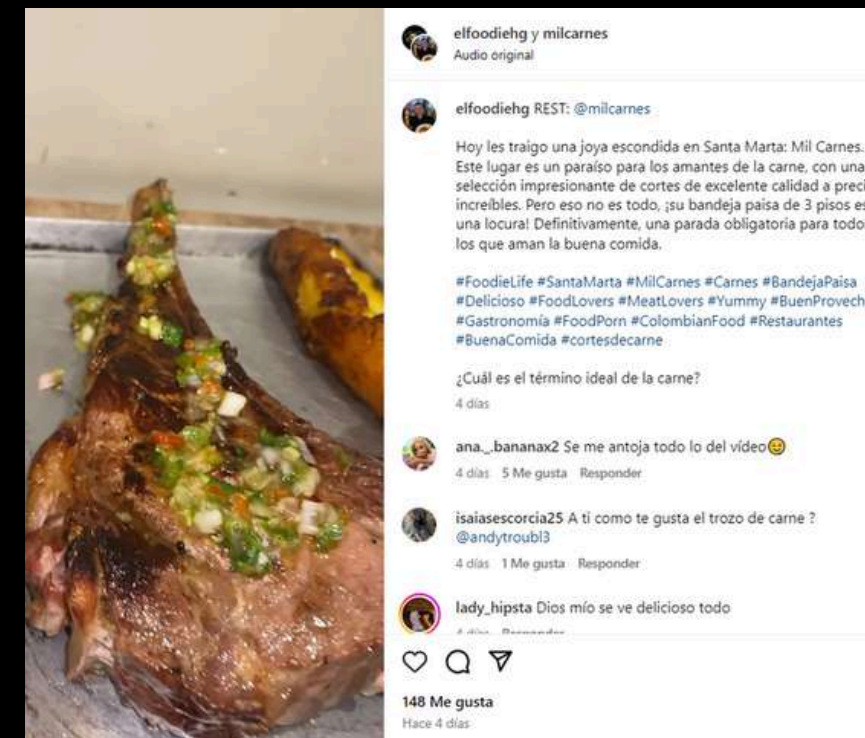 elfoodiehg y milcarnes
Audio original
elfoodiehg REST: @milcarnes
Hoy les traigo una joya escondida en Santa Marta: Mil Carnes.
Este lugar es un paraíso para los amantes de la carne, con una
selección impresionante de cortes de excelente calidad a preci
increíbles. Pero eso no es todo, ¡su bandeja paisa de 3 pisos es
una locura! Definitivamente, una parada obligatoria para todo
los que aman la buena comida.
#FoodieLife #SantaMarta #MilCarnes #Carnes #BandejaPaisa
#Delicioso #FoodLovers #MeatLovers #Yummy #BuenProvech
#Gastronomía #FoodPorn #ColombianFood #Restaurantes
#BuenaComida #cortesdecarne
¿Cuál es el término ideal de la carne?
4 días
ana._.bananax2 Se me antoja todo lo del vídeo😉
4 días 5 Me gusta Responder
isaiasescorcia25 A ti como te gusta el trozo de carne ?
@andytroubl3
4 días 1 Me gusta Responder
lady_hipsta Dios mío se ve delicioso todo
4 días Responder
148 Me gusta
Hace 4 días